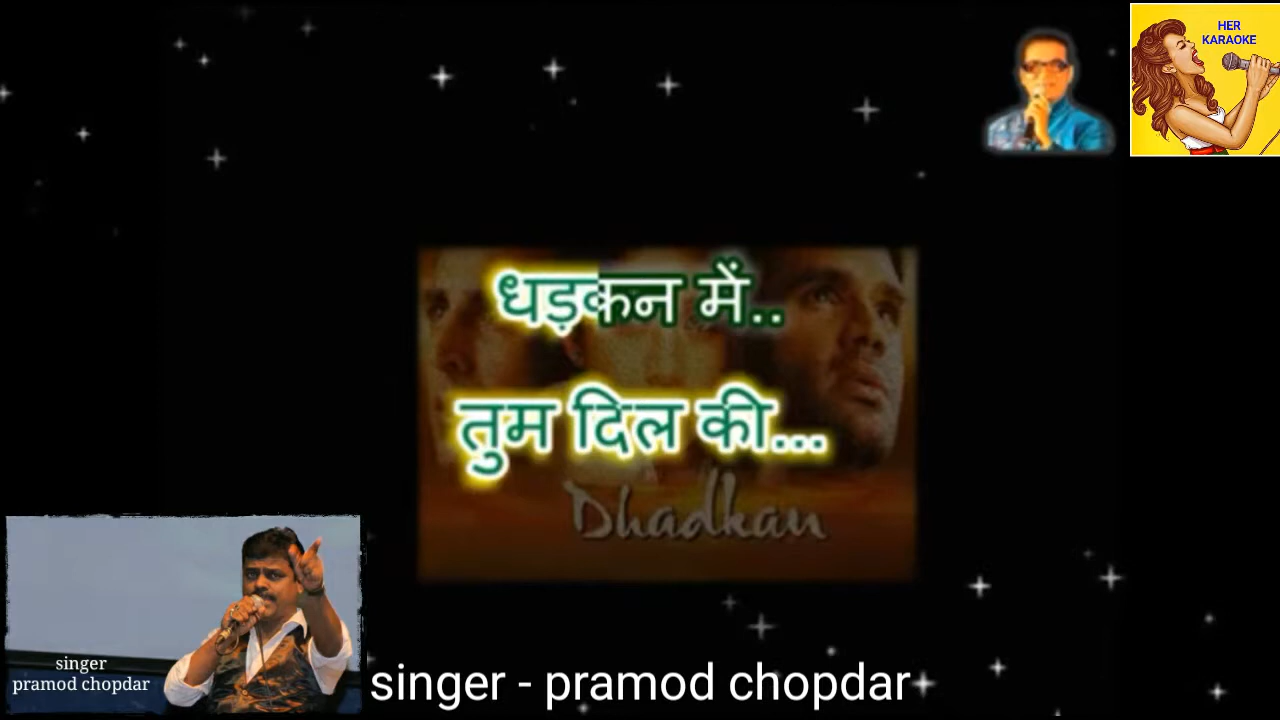 HER
KARAOKE
धड़कन में..
तुम दिल की...
Dhadkan
singer
pramod chopdar
singer - pramod chopdar